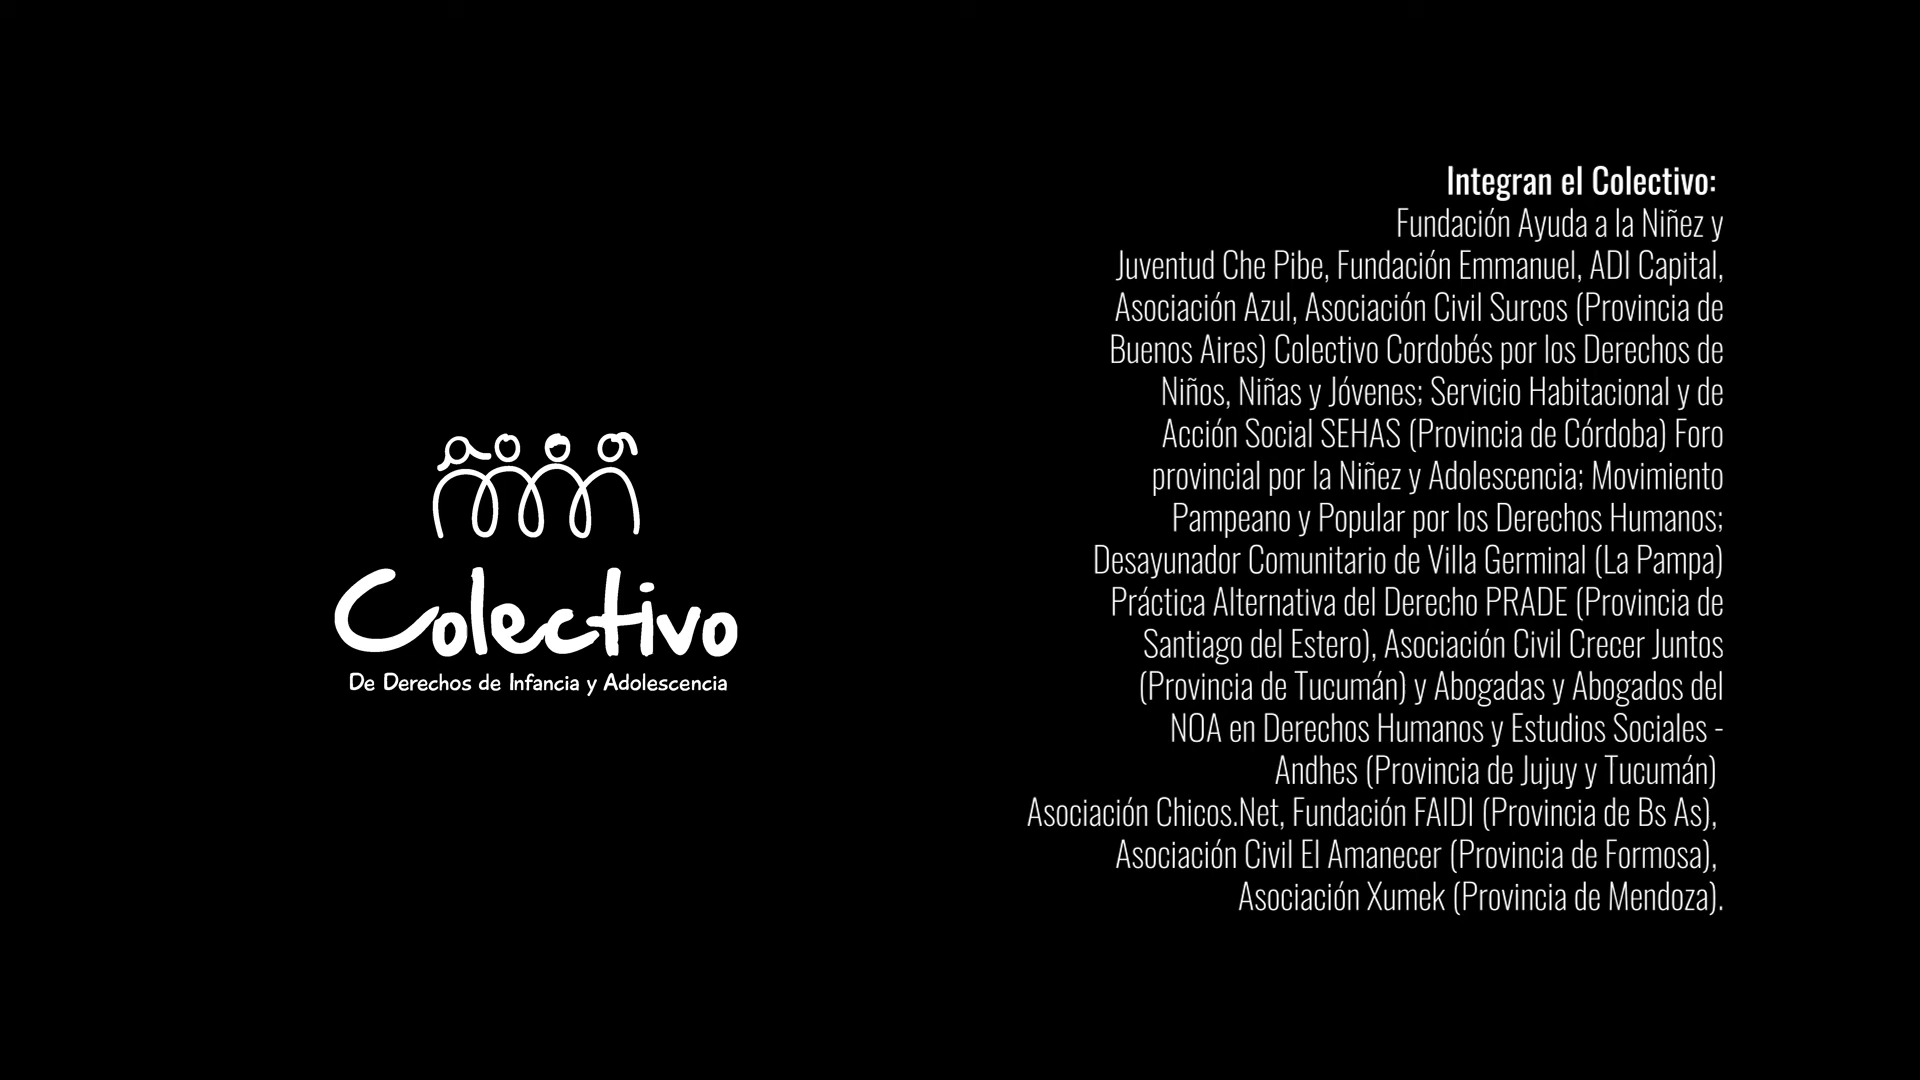 Colectivo
De Derechos de Infancia y Adolescencia
Integran el Colectivo:
Fundación Ayuda a la Niñez y
Juventud Che Pibe, Fundación Emmanuel, ADI Capital,
Asociación Azul, Asociación Civil Surcos (Provincia de
Buenos Aires) Colectivo Cordobés por los Derechos de
Niños, Niñas y Jóvenes; Servicio Habitacional y de
Acción Social SEHAS (Provincia de Córdoba) Foro
provincial por la Niñez y Adolescencia; Movimiento
Pampeano y Popular por los Derechos Humanos;
Desayunador Comunitario de Villa Germinal (La Pampa)
Práctica Alternativa del Derecho PRADE (Provincia de
Santiago del Estero), Asociación Civil Crecer Juntos
(Provincia de Tucumán) y Abogadas y Abogados del
NOA en Derechos Humanos y Estudios Sociales -
Andhes (Provincia de Jujuy y Tucumán)
Asociación Chicos.Net, Fundación FAIDI (Provincia de Bs As),
Asociación Civil El Amanecer (Provincia de Formosa),
Asociación Xumek (Provincia de Mendoza).